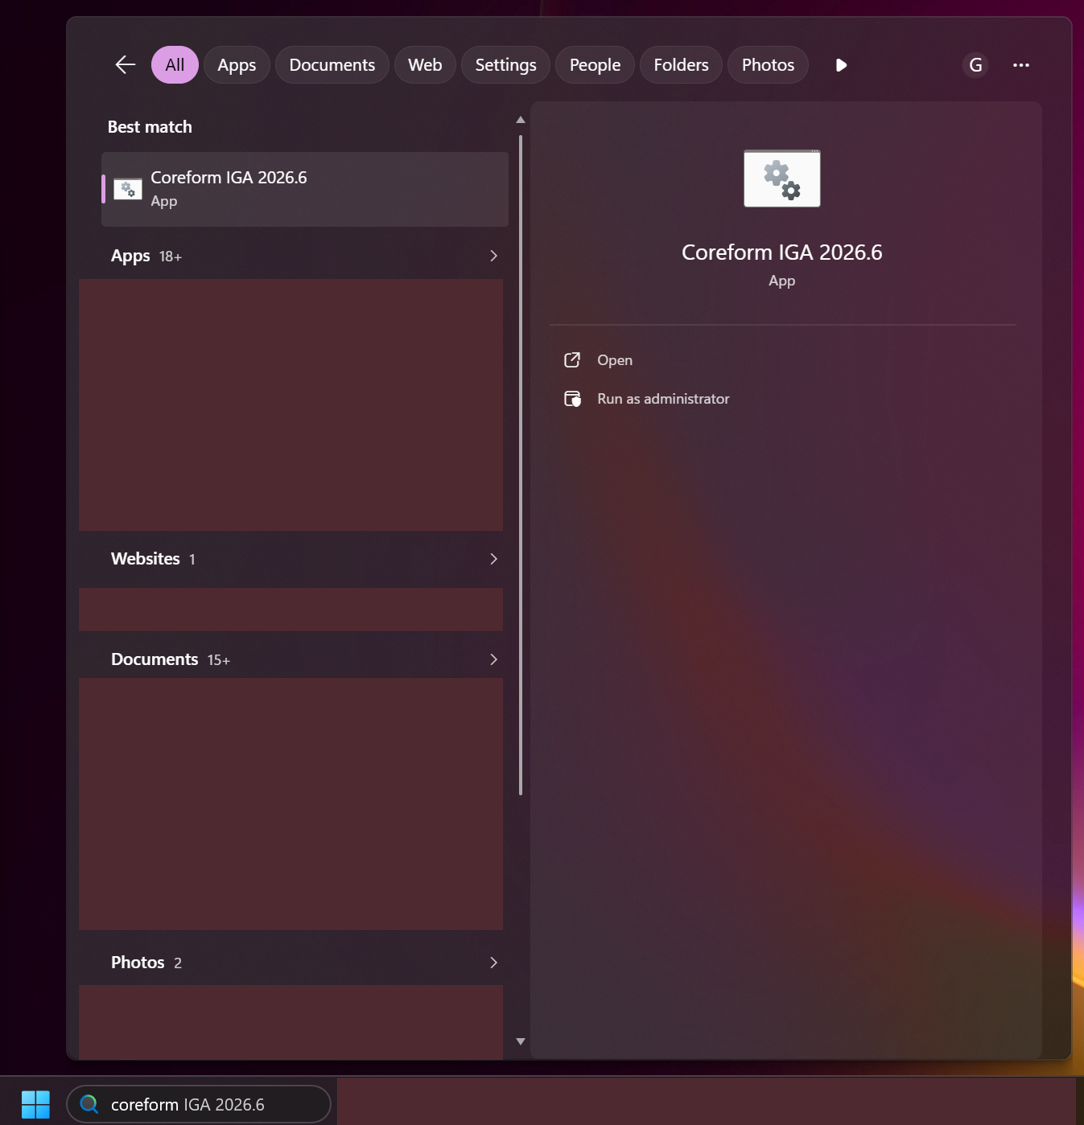 All Apps Documents Web Settings People Folders Photos G
Best match
Coreform IGA 2026.6
App
Apps 18+
Websites 1
Documents 15+
Photos 2
Coreform IGA 2026.6
App
Open
Run as administrator
coreform IGA 2026.6